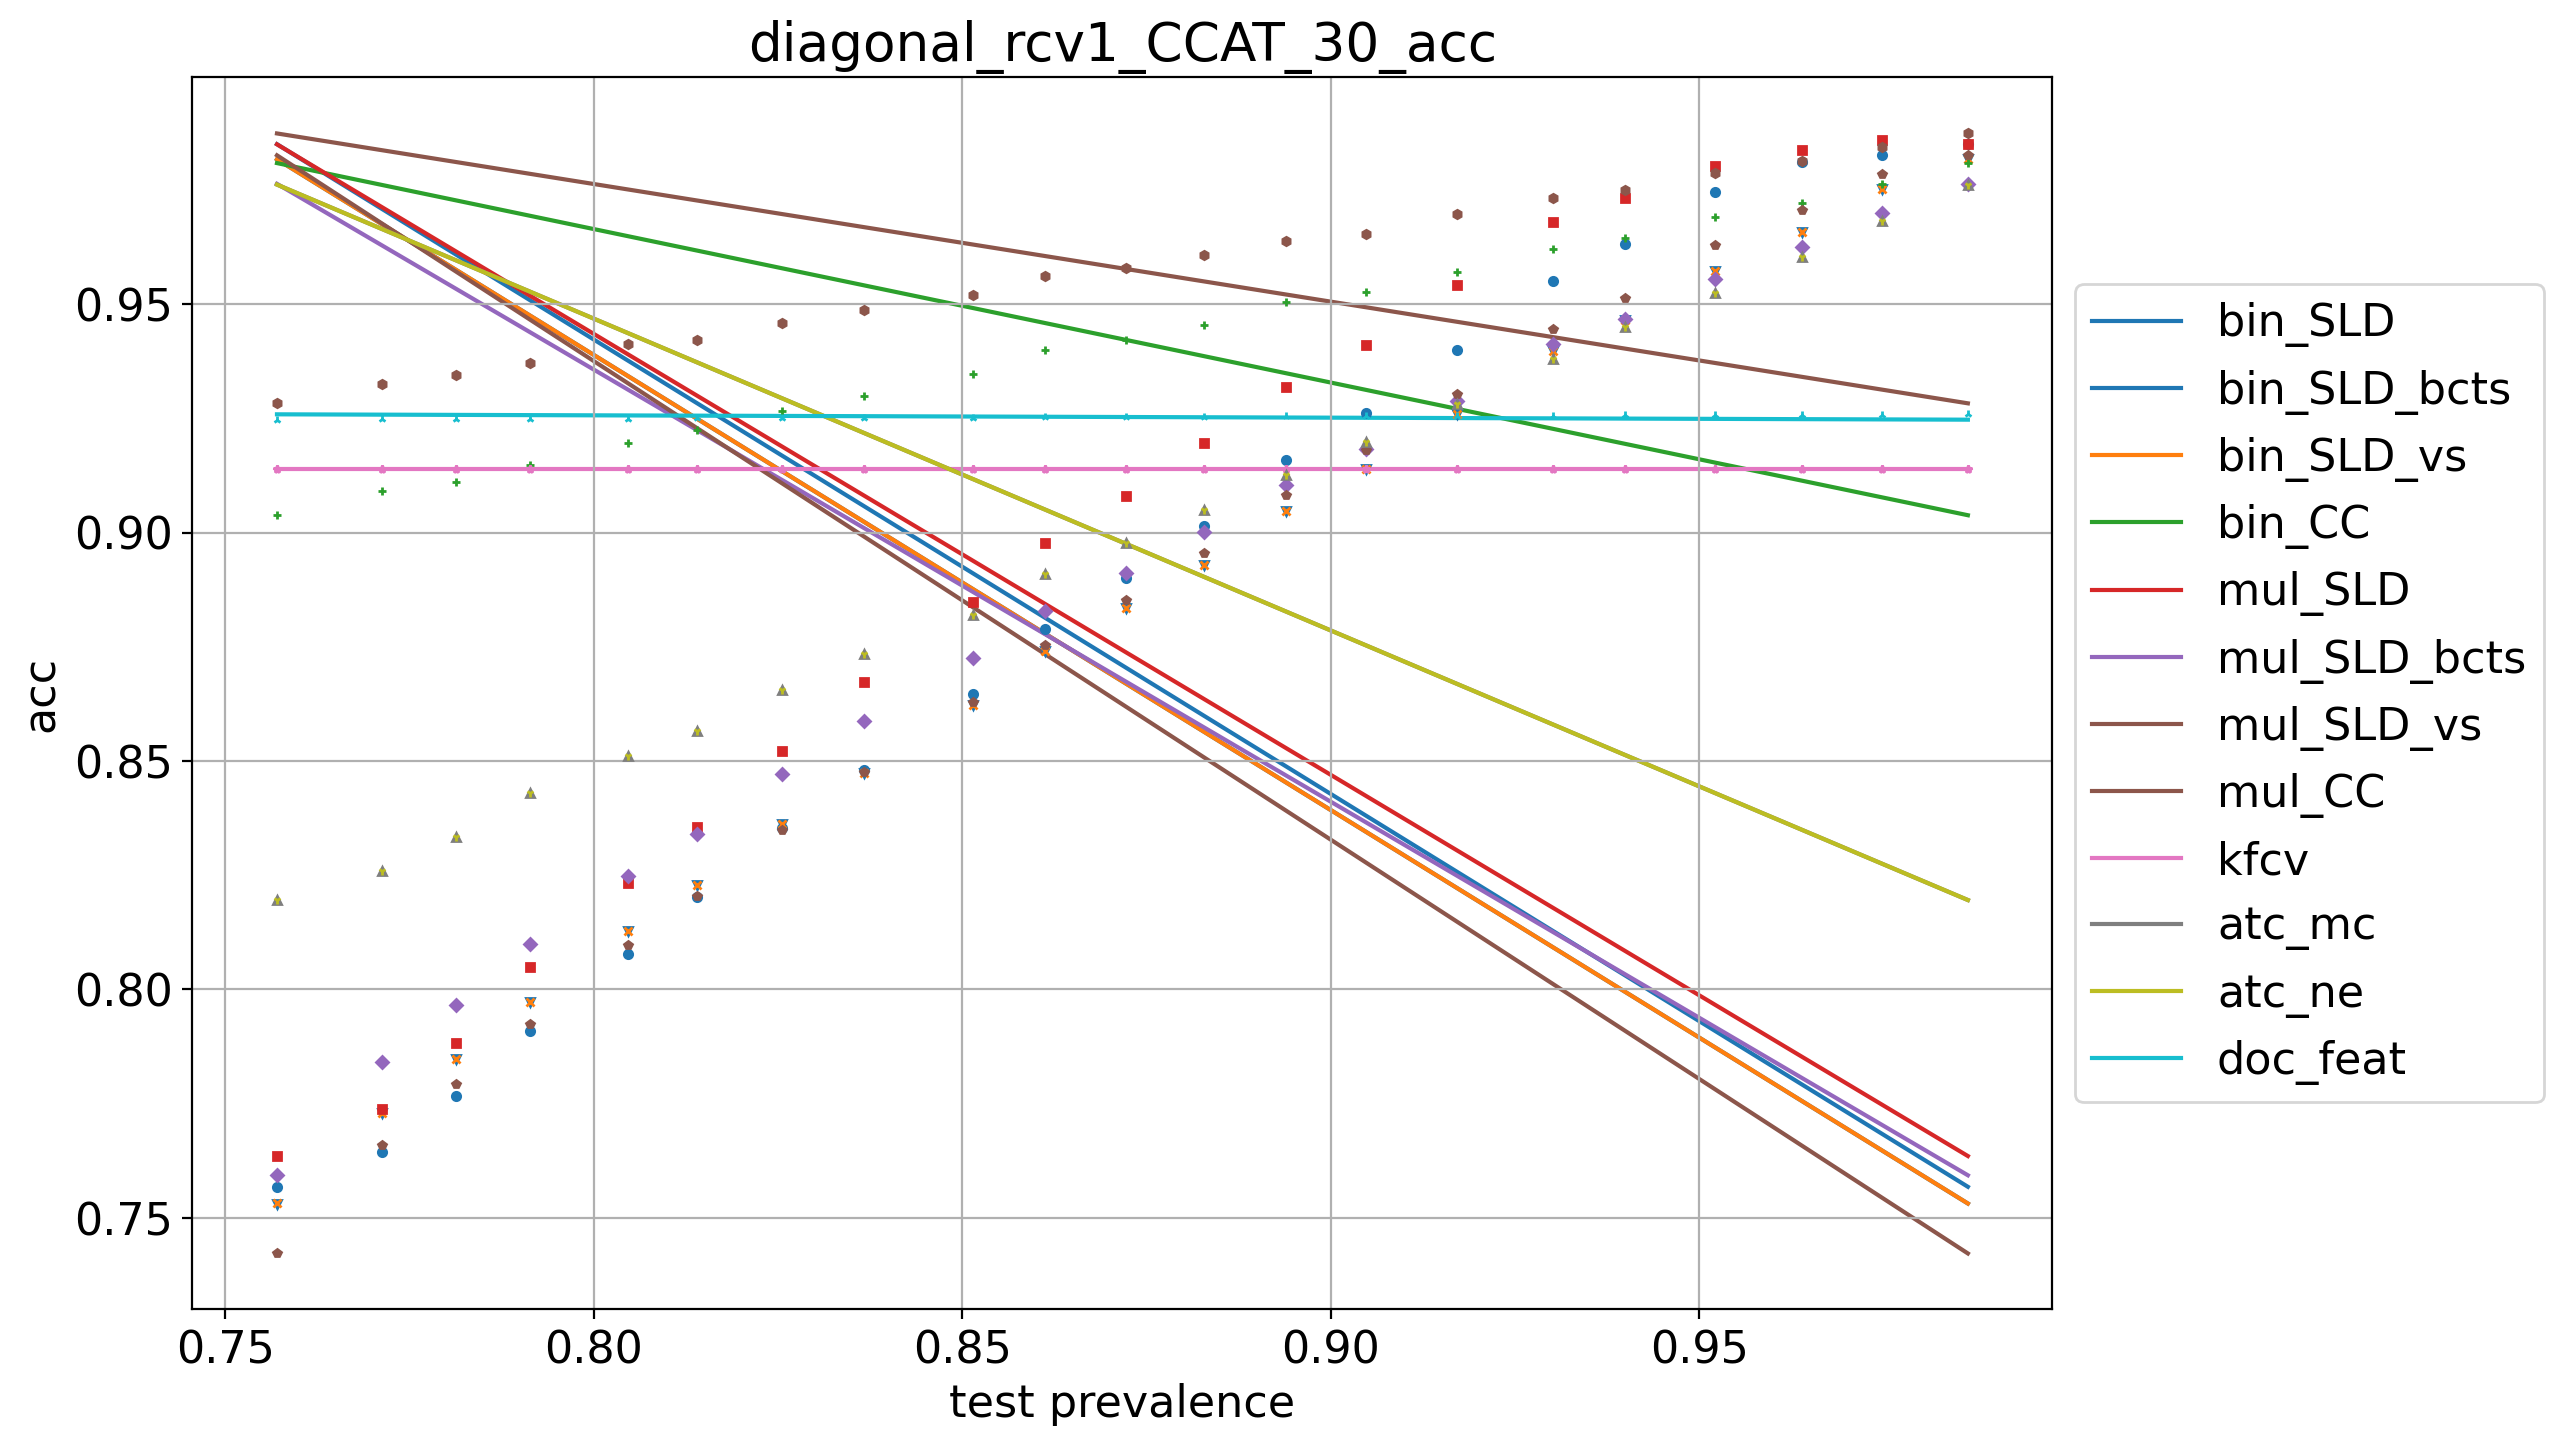 diagonal_rcv1_CCAT_30_acc
acc
0.95
0.90
0.85
0.80
0.75
0.75 0.80 0.85 0.90 0.95
test prevalence
bin_SLD
bin_SLD_bcts
bin_SLD_vs
bin_CC
mul_SLD
mul_SLD_bcts
mul_SLD_vs
mul_CC
kfcv
atc_mc
atc_ne
doc_feat